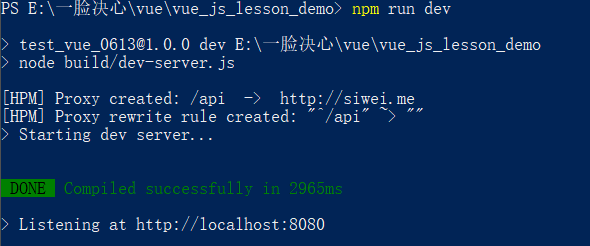 PS E:\一脸决心\vue\vue_js_lesson_demo> npm run dev
> test_vue_0613@1.0.0 dev E:\一脸决心\vue\vue_js_lesson_demo
> node build/dev-server.js
[HPM] Proxy created: /api  ->  http://siwei.me
[HPM] Proxy rewrite rule created: "^/api" ~> ""
> Starting dev server...
DONE  Compiled successfully in 2965ms
> Listening at http://localhost:8080